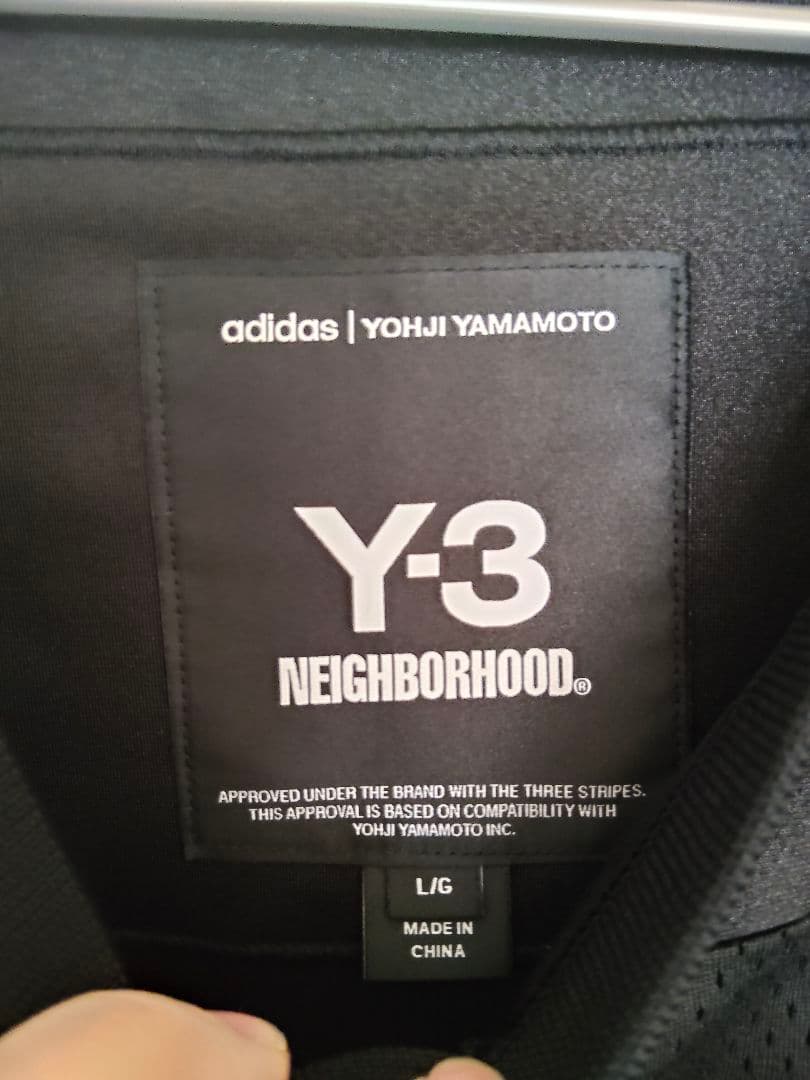 adidas | YOHJI YAMAMOTO
Y-3
NEIGHBORHOOD®
APPROVED UNDER THE BRAND WITH THE THREE STRIPES.
THIS APPROVAL IS BASED ON COMPATIBILITY WITH
YOHJI YAMAMOTO INC.
L/G
MADE IN
CHINA